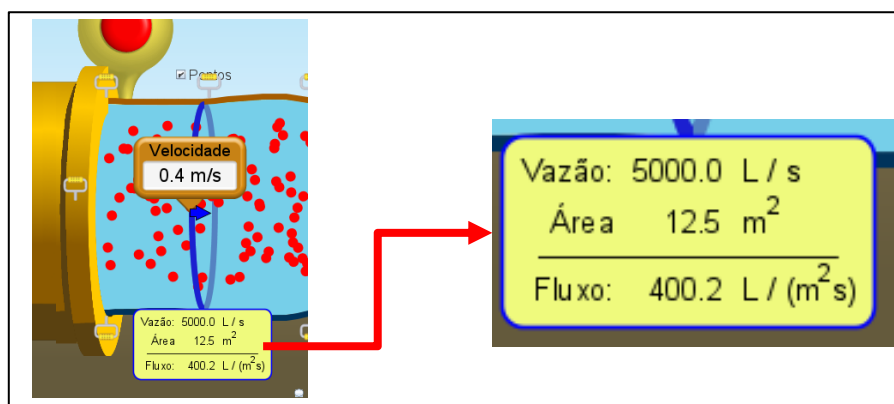 Pontos
Velocidade
0.4 m/s
Vazão: 5000.0 L / s
Área 12.5 m²
Fluxo: 400.2 L / (m²s)
Vazão: 5000.0 L / s
Área 12.5 m²
Fluxo: 400.2 L / (m²s)